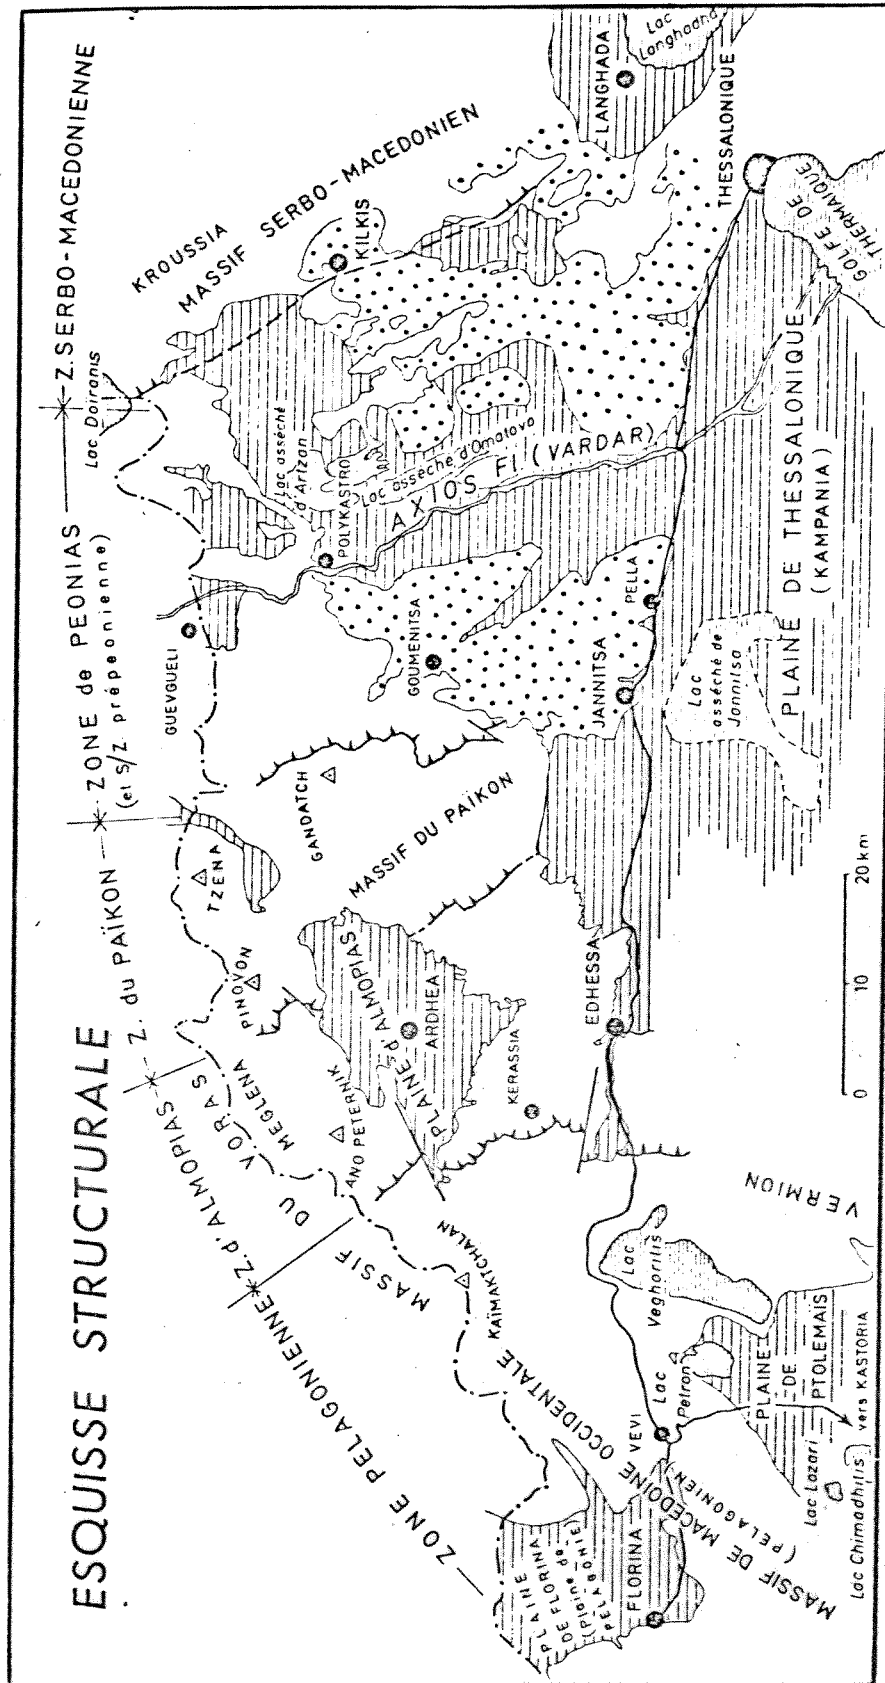 ESQUISSE STRUCTURALE
ZONE PELAGONIENNE
Z. d'ALMOPIAS
Z. du PAÏKON
ZONE de PEONIAS
(et S/Z prépeonienne)
Z. SERBO-MACEDONIENNE
Lac Doiranis
KROUSSIA
MASSIF SERBO-MACEDONIEN
KILKIS
GUEVGUELI
TZENA
PINOVON
MASSIF DU VORAS
MEGLENA
ANO PETERNIK
KAÏMAKTCHALAN
GANDATCH
MASSIF DU PAÏKON
PLAINE d'ALMOPIAS
ARDHEA
KERASSIA
EDHESSA
Lac asséché
d'Artzan
POLYKASTRO
Lac asséché d'Omatovo
AXIOS Fl (VARDAR)
GOUMENITSA
JANNITSA
PELLA
Lac
asséché de
Jannitsa
PLAINE DE THESSALONIQUE
(KAMPANIA)
LANGHADA
Lac
Langhada
THESSALONIQUE
GOLFE DE
THERMAIQUE
PLAINE
DE FLORINA
(Plaine de
PELAGONIE)
FLORINA
MASSIF DE MACEDOINE OCCIDENTALE
(PELAGONIEN)
VEVI
Lac
Petron
Lac
Veghoritis
VERMION
PLAINE
DE
PTOLEMAIS
Lac Lazari
Lac Chimadhitis
vers KASTORIA
0 10 20 km